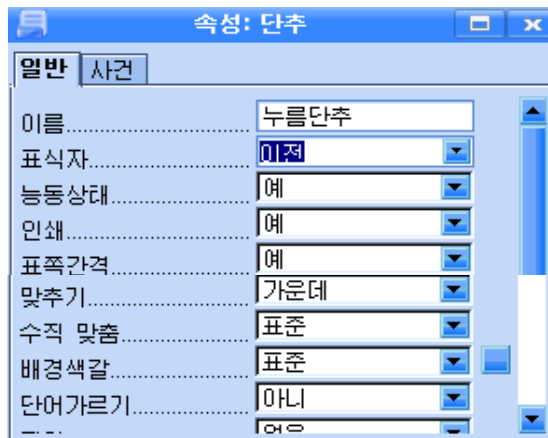 속성: 단추
일반 사건
이름 누름단추
표식자 이전
능동상태 예
인쇄 예
표쪽간격 예
맞추기 가운데
수직 맞춤 표준
배경색갈 표준
단어가르기 아니